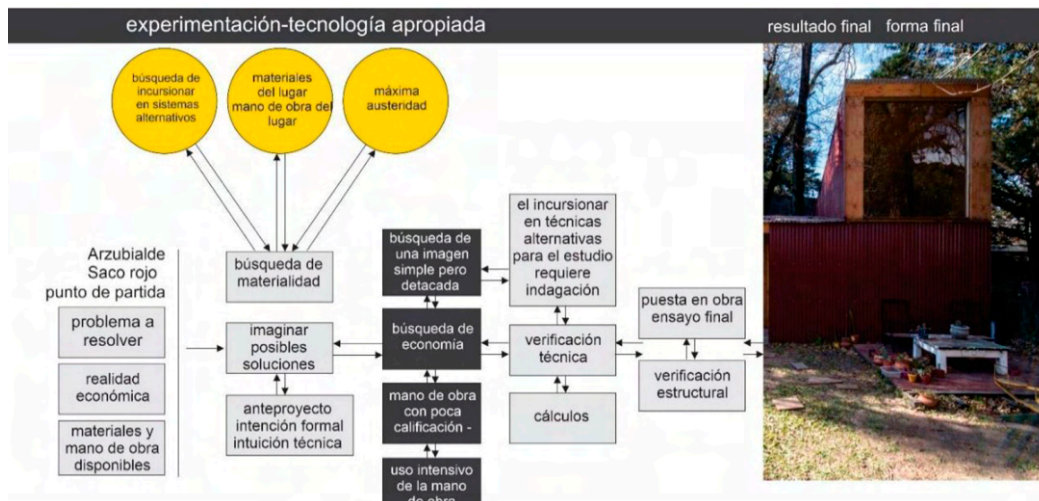 experimentación-tecnología apropiada
resultado final
forma final
búsqueda de
incursionar
en sistemas
alternativos
materiales
del lugar
mano de obra del
lugar
máxima
austeridad
Arzubialde
Saco rojo
punto de partida
problema a
resolver
realidad
económica
materiales y
mano de obra
disponibles
búsqueda de
materialidad
imaginar
posibles
soluciones
anteproyecto
intención formal
intuición técnica
búsqueda de
una imagen
simple pero
detacada
búsqueda de
economía
mano de obra
con poca
calificación -
uso intensivo
de la mano
de obra
el incursionar
en técnicas
alternativas
para el estudio
requiere
indagación
verificación
técnica
cálculos
puesta en obra
ensayo final
verificación
estructural